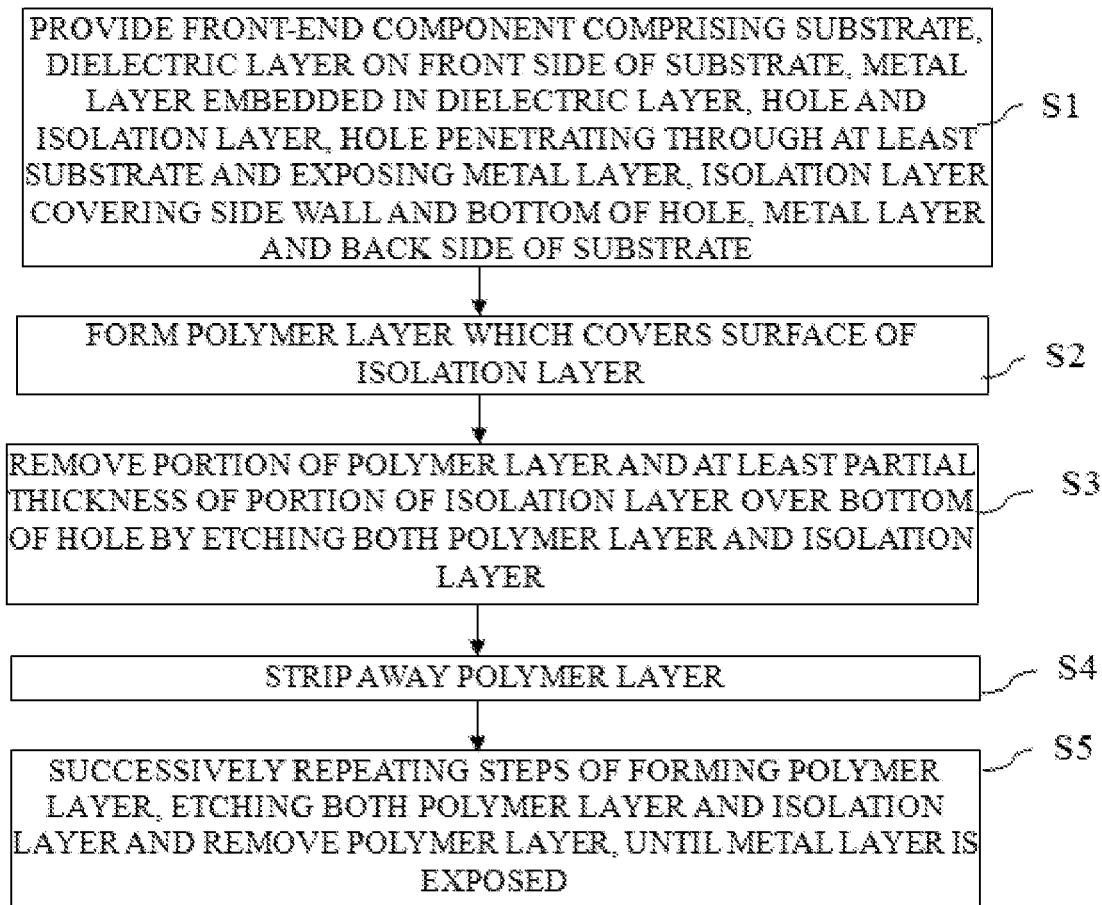 PROVIDE FRONT-END COMPONENT COMPRISING SUBSTRATE,
DIELECTRIC LAYER ON FRONT SIDE OF SUBSTRATE, METAL
LAYER EMBEDDED IN DIELECTRIC LAYER, HOLE AND
ISOLATION LAYER, HOLE PENETRATING THROUGH AT LEAST
SUBSTRATE AND EXPOSING METAL LAYER, ISOLATION LAYER
COVERING SIDE WALL AND BOTTOM OF HOLE, METAL LAYER
AND BACK SIDE OF SUBSTRATE
S1
FORM POLYMER LAYER WHICH COVERS SURFACE OF
ISOLATION LAYER
S2
REMOVE PORTION OF POLYMER LAYER AND AT LEAST PARTIAL
THICKNESS OF PORTION OF ISOLATION LAYER OVER BOTTOM
OF HOLE BY ETCHING BOTH POLYMER LAYER AND ISOLATION
LAYER
S3
STRIP AWAY POLYMER LAYER
S4
SUCCESSIVELY REPEATING STEPS OF FORMING POLYMER
LAYER, ETCHING BOTH POLYMER LAYER AND ISOLATION
LAYER AND REMOVE POLYMER LAYER, UNTIL METAL LAYER IS
EXPOSED
S5